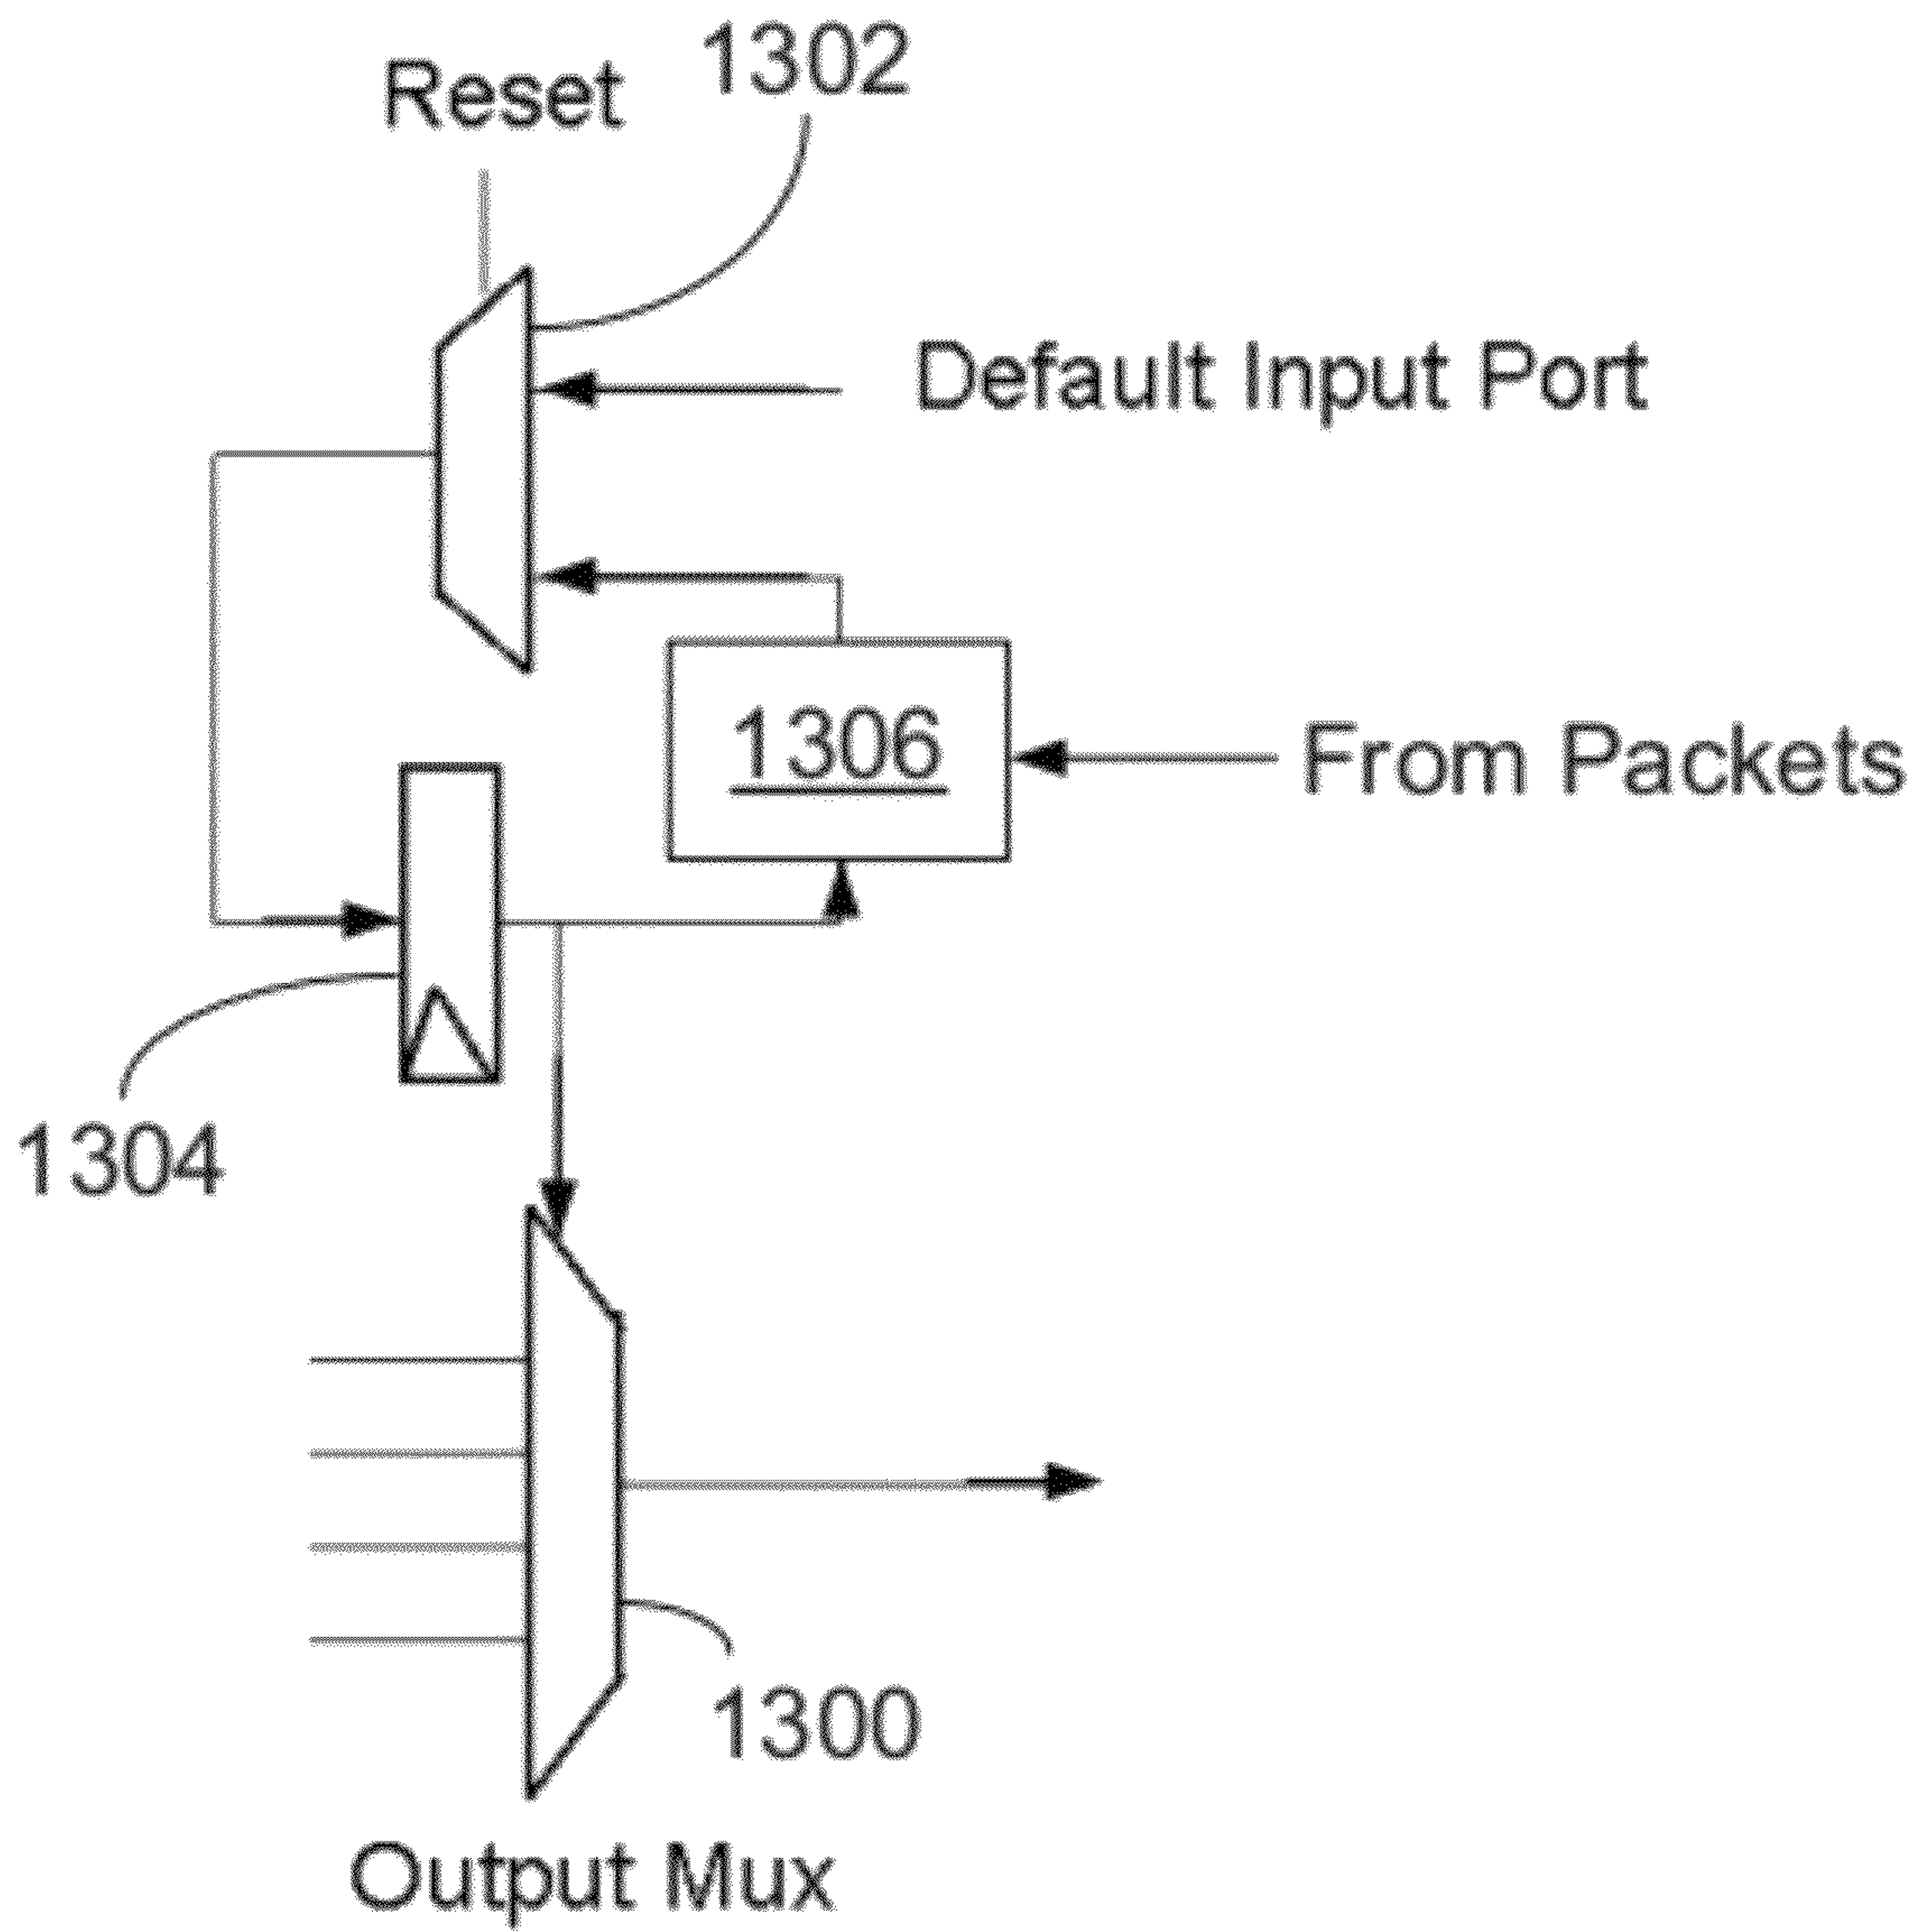 1302
Reset
Default Input Port
1306
From Packets
1304
1300
Output Mux